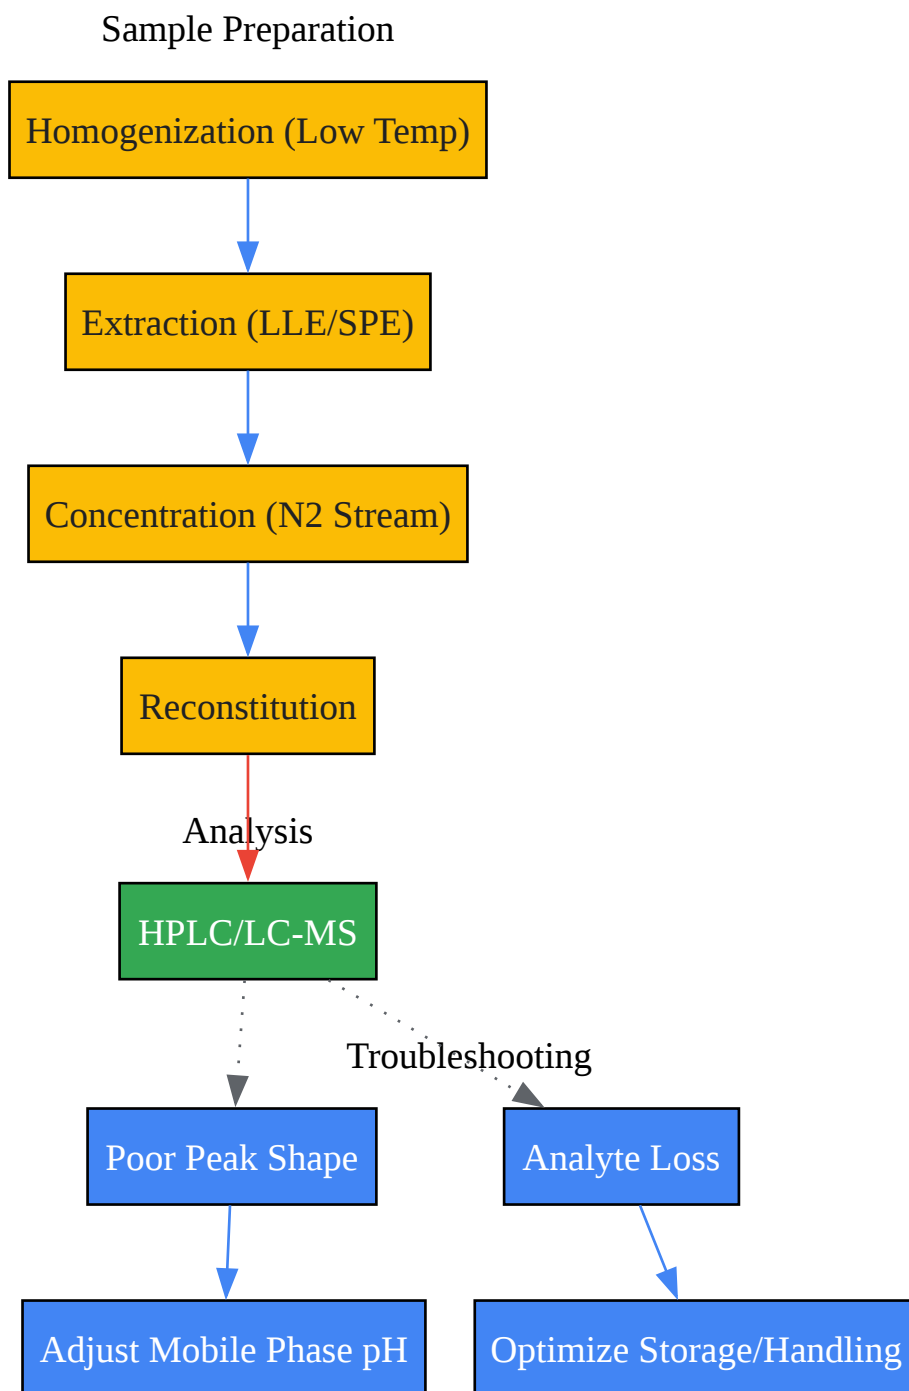 Sample Preparation
Homogenization (Low Temp)
Extraction (LLE/SPE)
Concentration (N2 Stream)
Reconstitution
Analysis
HPLC/LC-MS
Troubleshooting
Poor Peak Shape
Analyte Loss
Adjust Mobile Phase pH
Optimize Storage/Handling